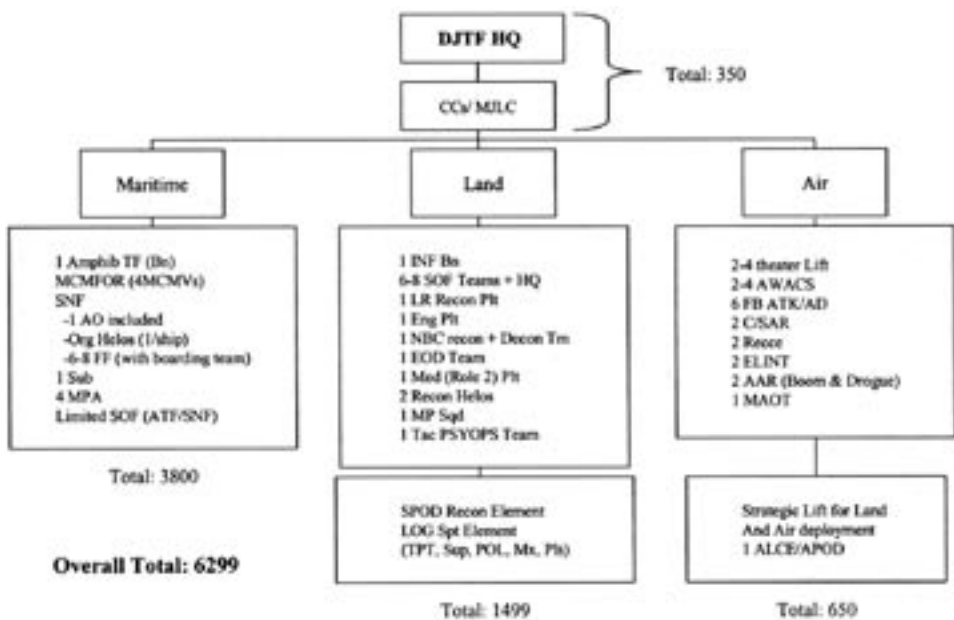 DJTF HQ
Total: 350
CCs/ MJLC
Maritime
Land
Air
1 Amphib TF (Bn)
MCMFOR (4MCMVs)
SNF
-1 AO included
-Org Helos (1/ship)
-6-8 FF (with boarding team)
1 Sub
4 MPA
Limited SOF (ATF/SNF)
Total: 3800
1 INF Bn
6-8 SOF Teams + HQ
1 LR Recon Plt
1 Eng Plt
1 NBC recon + Decon Tm
1 EOD Team
1 Med (Role 2) Plt
2 Recon Helos
1 MP Sqd
1 Tac PSYOPS Team
SPOD Recon Element
LOG Spt Element
(TPT, Sup, POL, Mx, Plt)
Total: 1499
2-4 theater Lift
2-4 AWACS
6 FB ATK/AD
2 C/SAR
2 Recce
2 ELINT
2 AAR (Boom & Drogue)
1 MAOT
Strategic Lift for Land
And Air deployment
1 ALCE/APOD
Total: 650
Overall Total: 6299